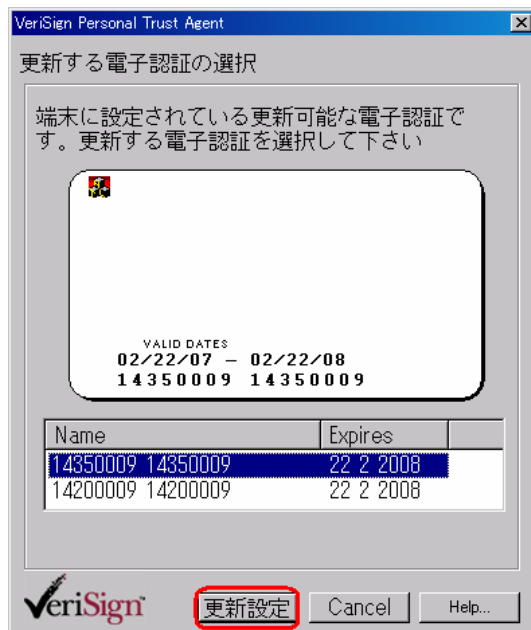 VeriSign Personal Trust Agent
更新する電子認証の選択
端末に設定されている更新可能な電子認証で
す。更新する電子認証を選択して下さい
VALID DATES
02/22/07 – 02/22/08
14350009 14350009
Name Expires
14350009 14350009 22 2 2008
14200009 14200009 22 2 2008
VeriSign 更新設定 Cancel Help...